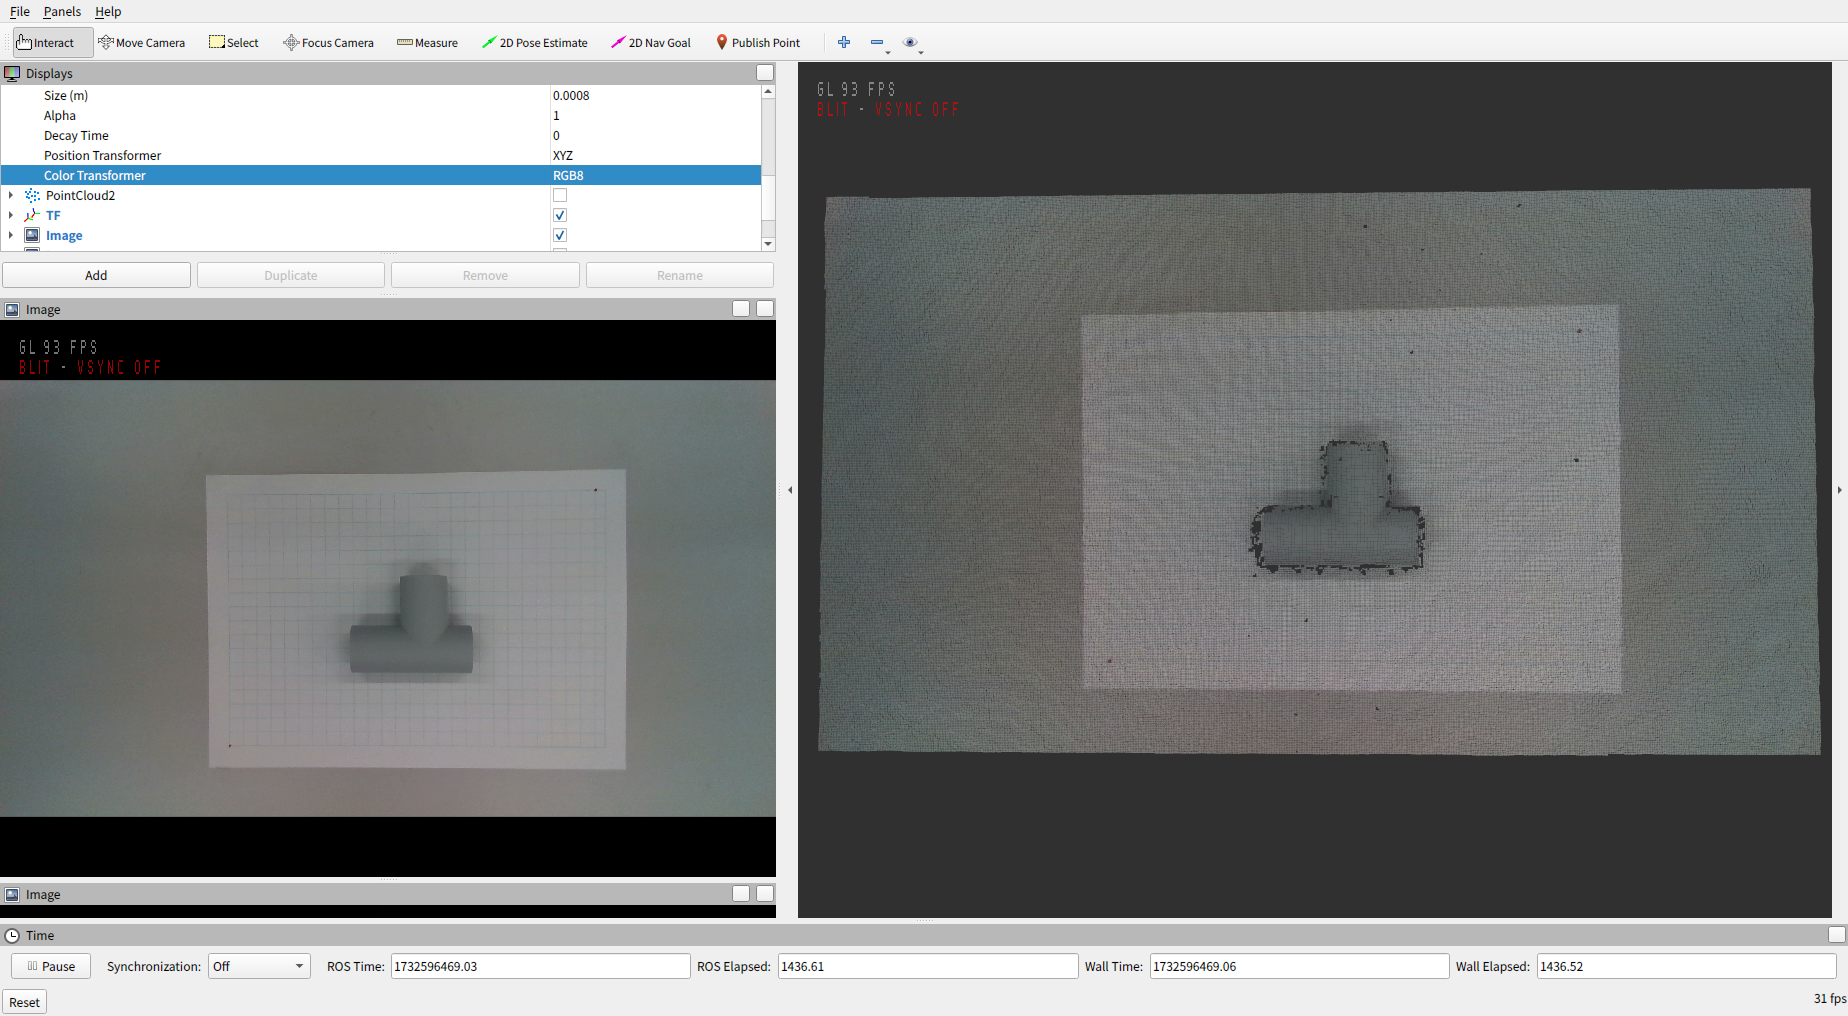 File Panels Help
Interact Move Camera Select Focus Camera Measure 2D Pose Estimate 2D Nav Goal Publish Point
Displays
Size (m) 0.0008
Alpha 1
Decay Time 0
Position Transformer XYZ
Color Transformer RGB8
PointCloud2
TF
Image
Add Duplicate Remove Rename
Image
GL 93 FPS
BLIT - VSYNC OFF
Image
GL 93 FPS
BLIT - VSYNC OFF
Time
Pause Synchronization: Off ROS Time: 1732596469.03 ROS Elapsed: 1436.61 Wall Time: 1732596469.06 Wall Elapsed: 1436.52
Reset 31 fps